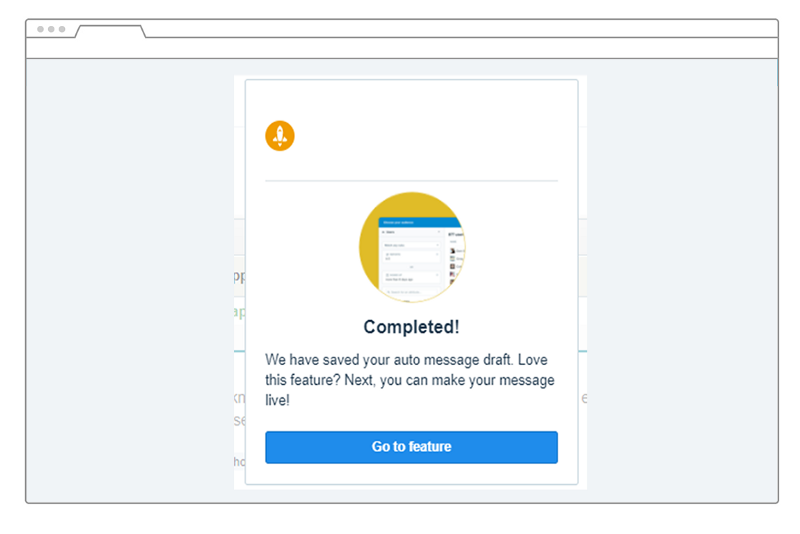 Completed!
We have saved your auto message draft. Love
this feature? Next, you can make your message
live!
Go to feature